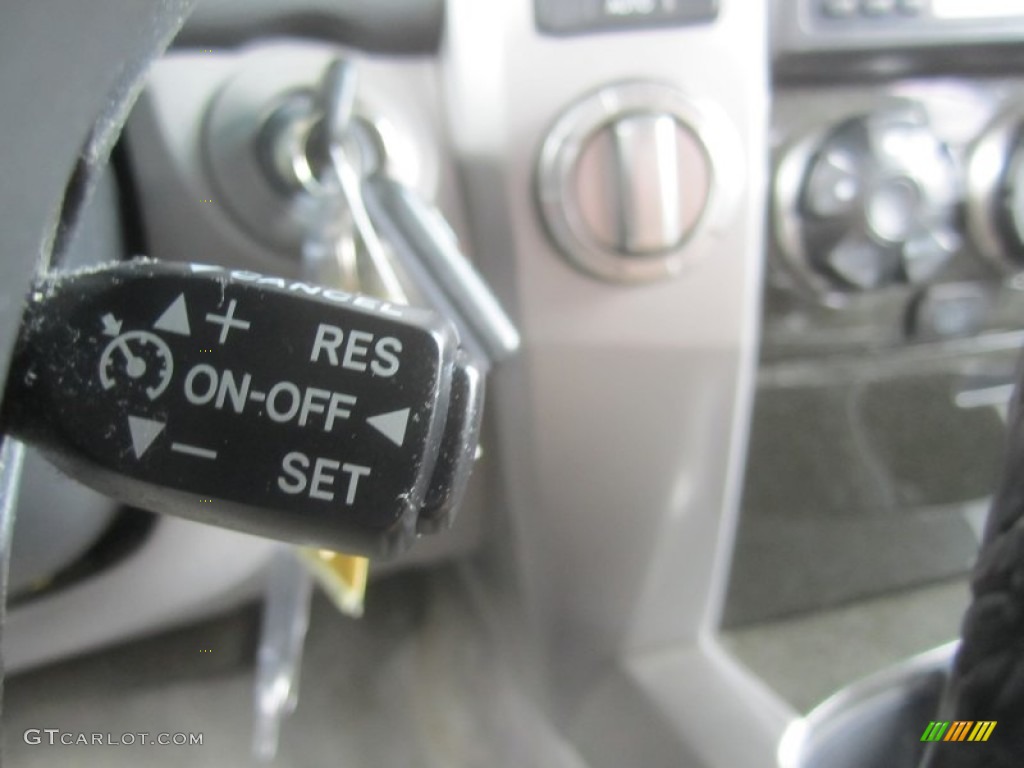 CANCEL
+ RES
ON-OFF
— SET
GTCARLOT.COM